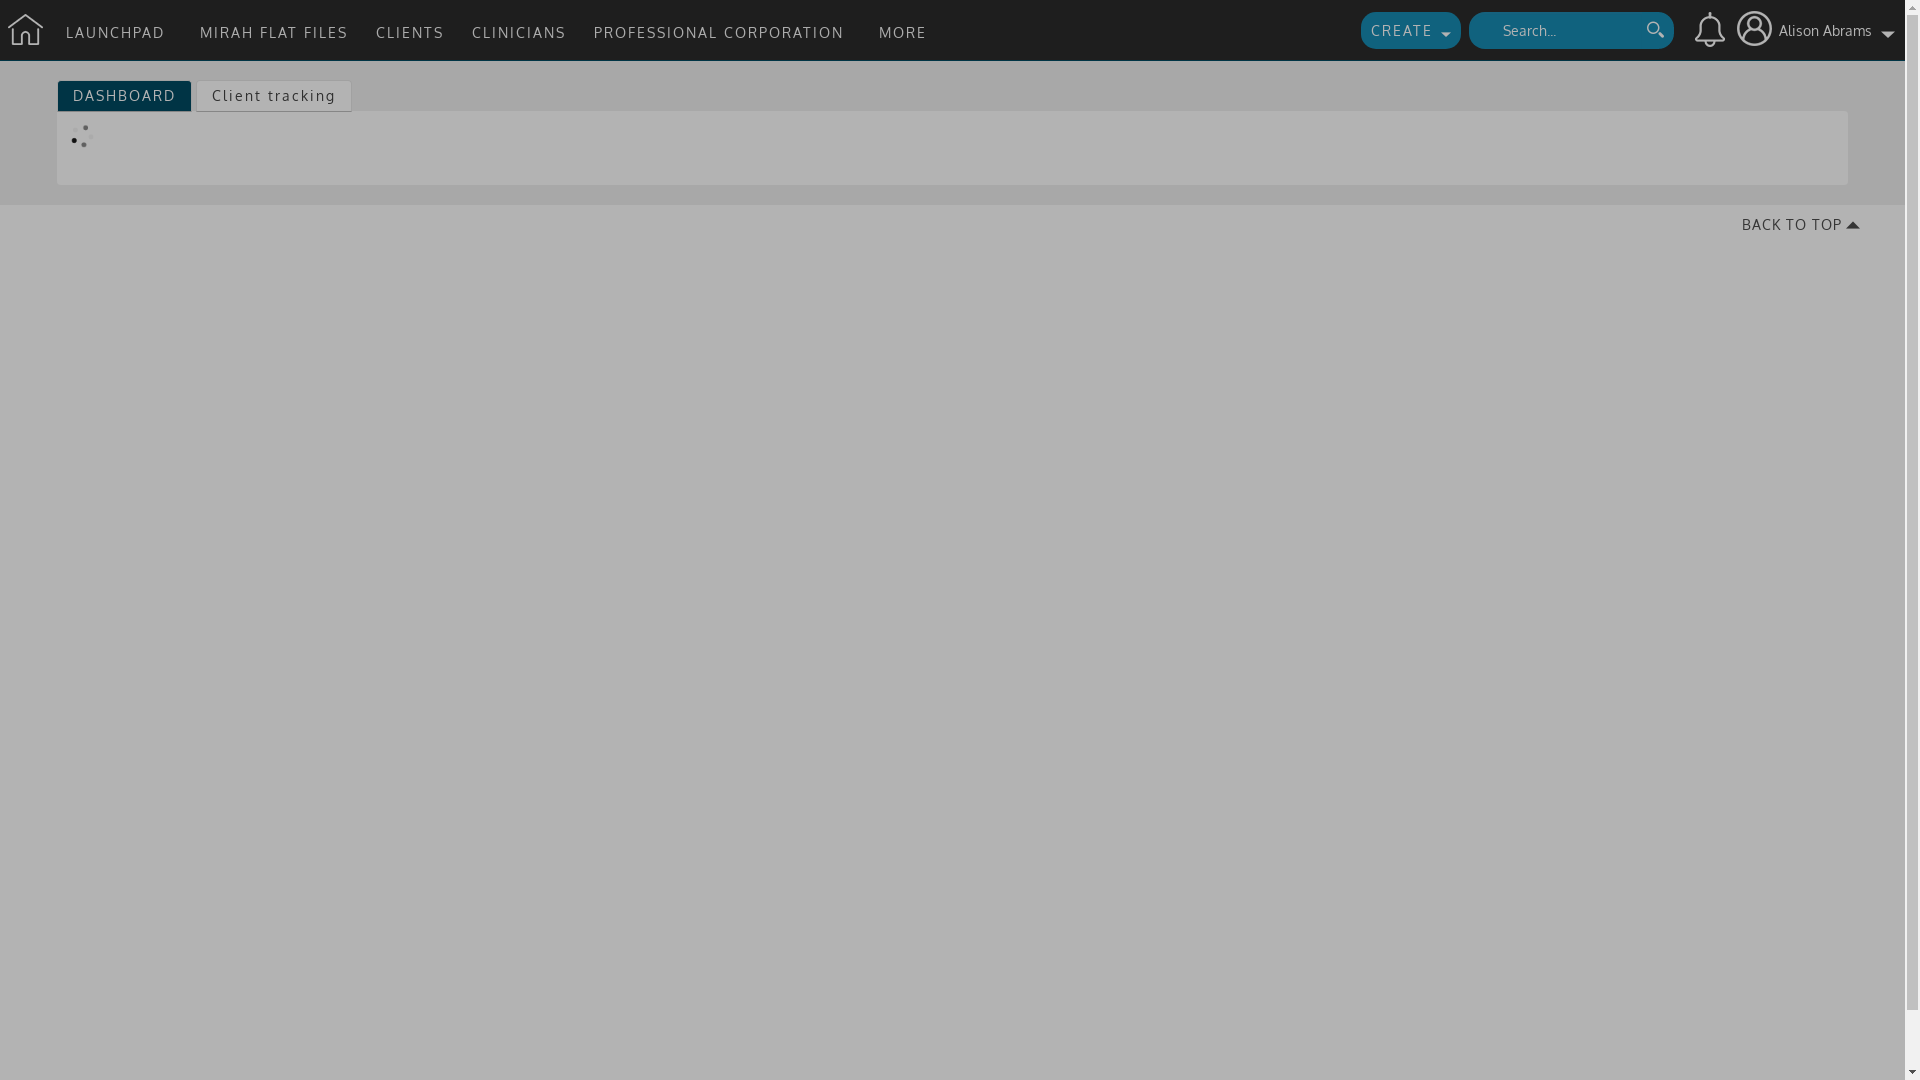 LAUNCHPAD MIRAH FLAT FILES CLIENTS CLINICIANS PROFESSIONAL CORPORATION MORE CREATE Search... Alison Abrams
DASHBOARD Client tracking
BACK TO TOP